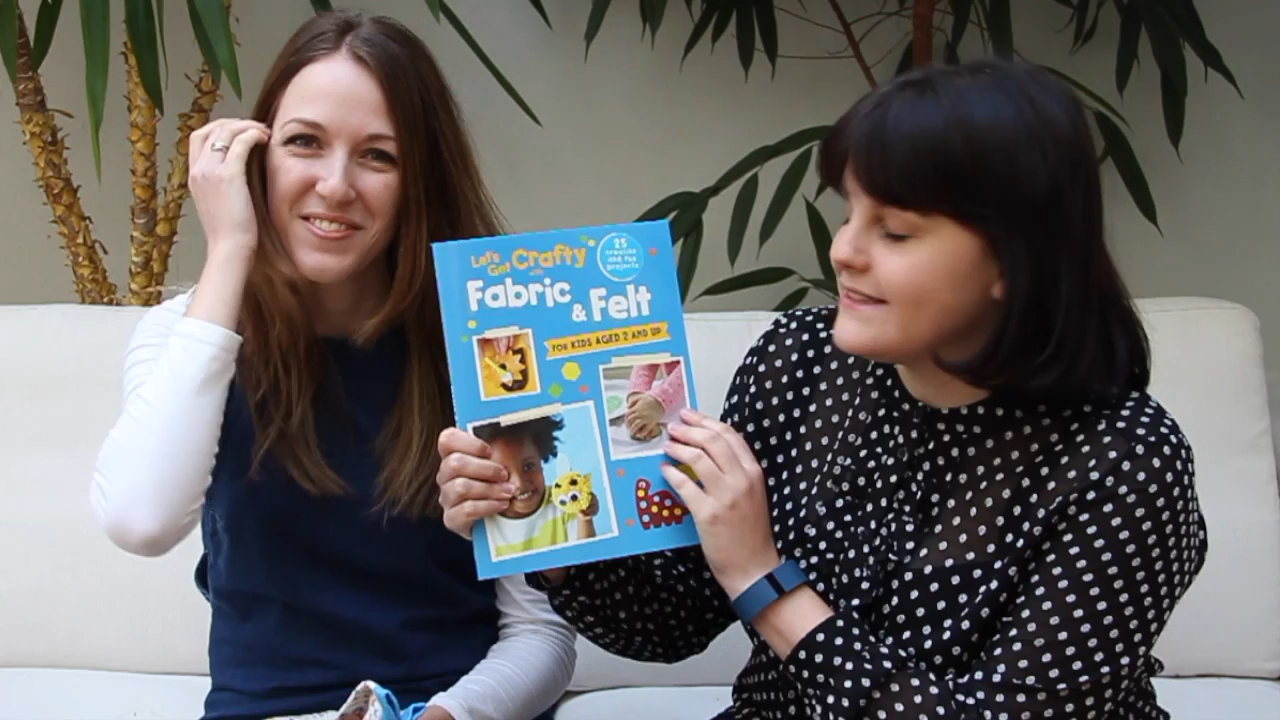 Let's
Get Crafty
with
Fabric
& Felt
25
creative
and fun
projects
FOR KIDS AGED 2 AND UP